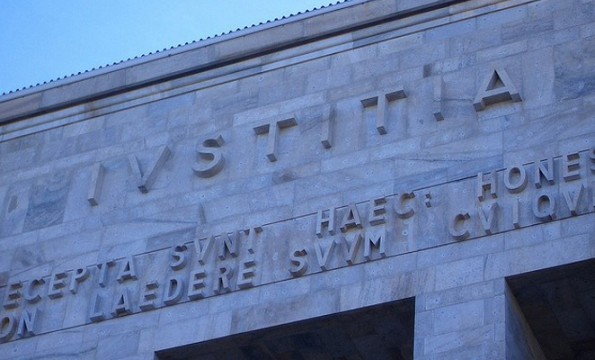 IVSTITIA
ECEPTA SVNT HAEC: HONES
ON LAEDERE SVVM CVIQV